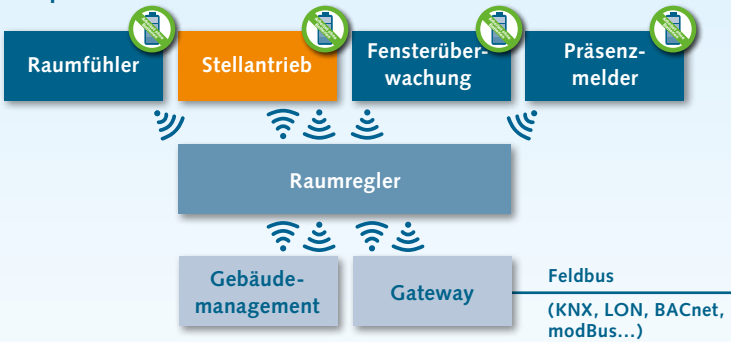 Raumfühler
Stellantrieb
Fensterüber-
wachung
Präsenz-
melder
Raumregler
Gebäude-
management
Gateway
Feldbus
(KNX, LON, BACnet,
modBus...)